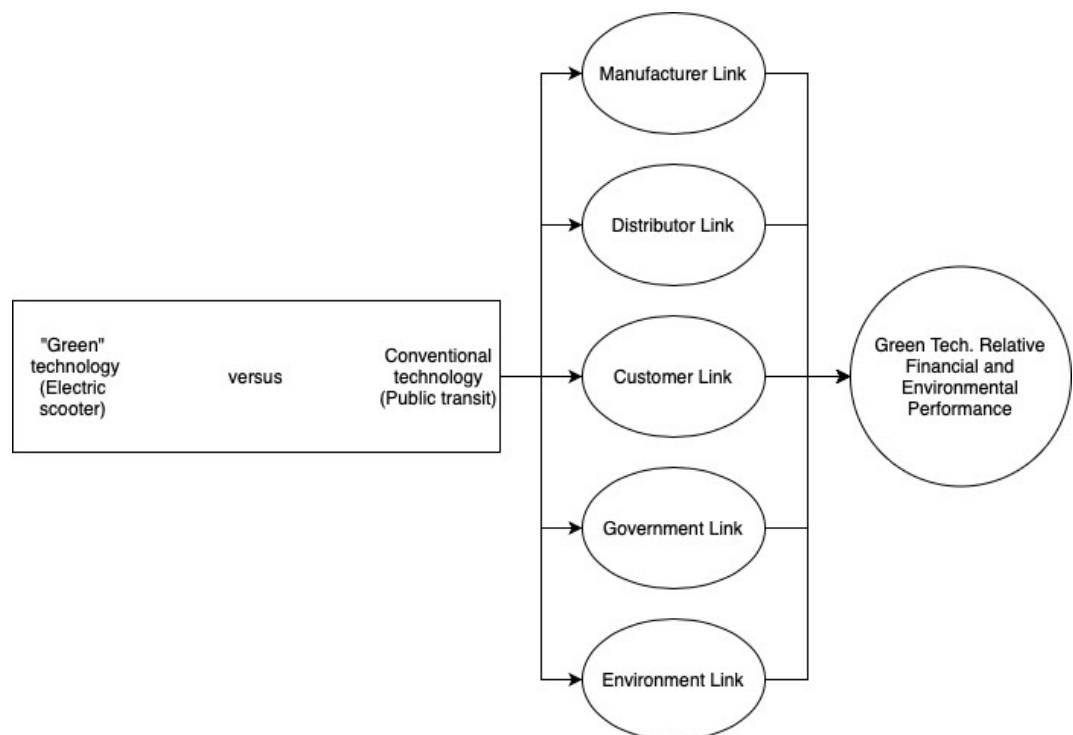 Manufacturer Link
Distributor Link
"Green"
technology
(Electric
scooter)
versus
Conventional
technology
(Public transit)
Customer Link
Green Tech. Relative
Financial and
Environmental
Performance
Government Link
Environment Link